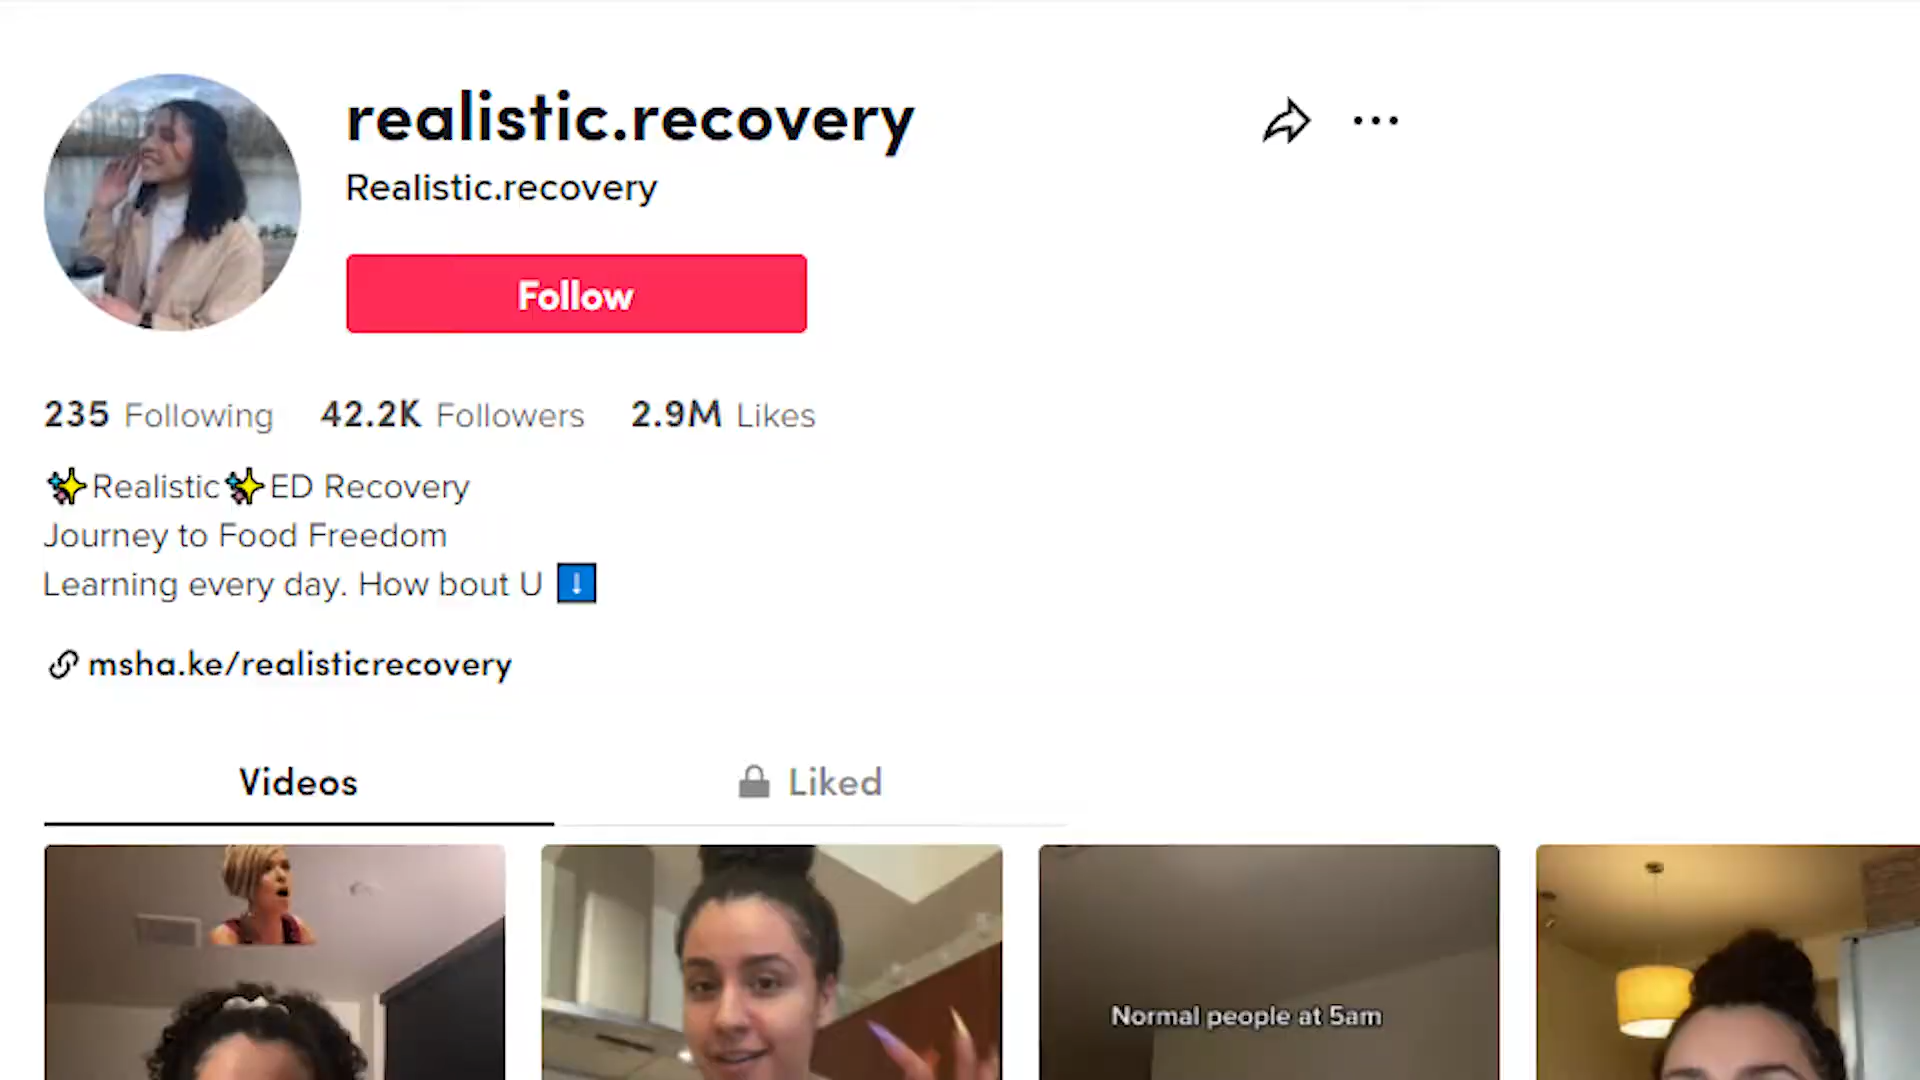 realistic.recovery
Realistic.recovery
Follow
235 Following 42.2K Followers 2.9M Likes
✨Realistic✨ED Recovery
Journey to Food Freedom
Learning every day. How bout U ⬇️
msha.ke/realisticrecovery
Videos Liked
Normal people at 5am